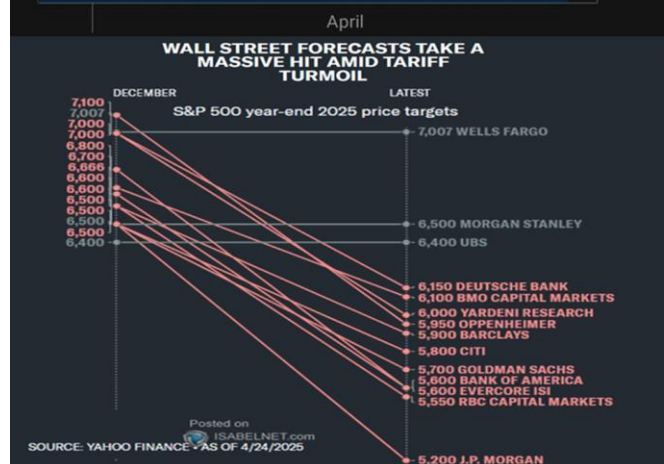 April
WALL STREET FORECASTS TAKE A
MASSIVE HIT AMID TARIFF
TURMOIL
DECEMBER
LATEST
S&P 500 year-end 2025 price targets
7,100
7,007
7,000
7,000
6,800
6,700
6,666
6,600
6,600
6,500
6,500
6,500
6,500
6,400
7,007 WELLS FARGO
6,500 MORGAN STANLEY
6,400 UBS
6,150 DEUTSCHE BANK
6,100 BMO CAPITAL MARKETS
6,000 YARDENI RESEARCH
5,950 OPPENHEIMER
5,900 BARCLAYS
5,800 CITI
5,700 GOLDMAN SACHS
5,600 BANK OF AMERICA
5,600 EVERCORE ISI
5,550 RBC CAPITAL MARKETS
5,200 J.P. MORGAN
Posted on
ISABELNET.com
SOURCE: YAHOO FINANCE • AS OF 4/24/2025